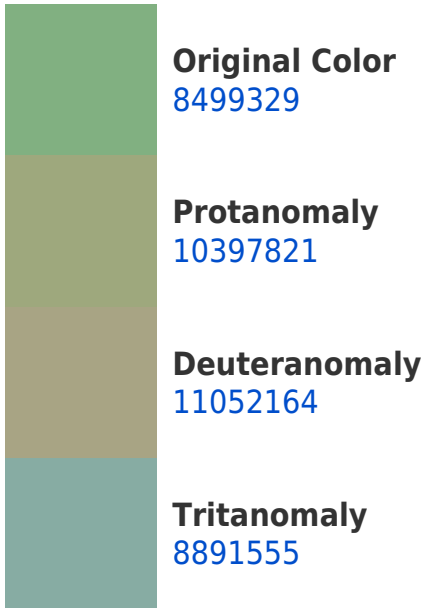 Original Color
8499329
Protanomaly
10397821
Deuteranomaly
11052164
Tritanomaly
8891555